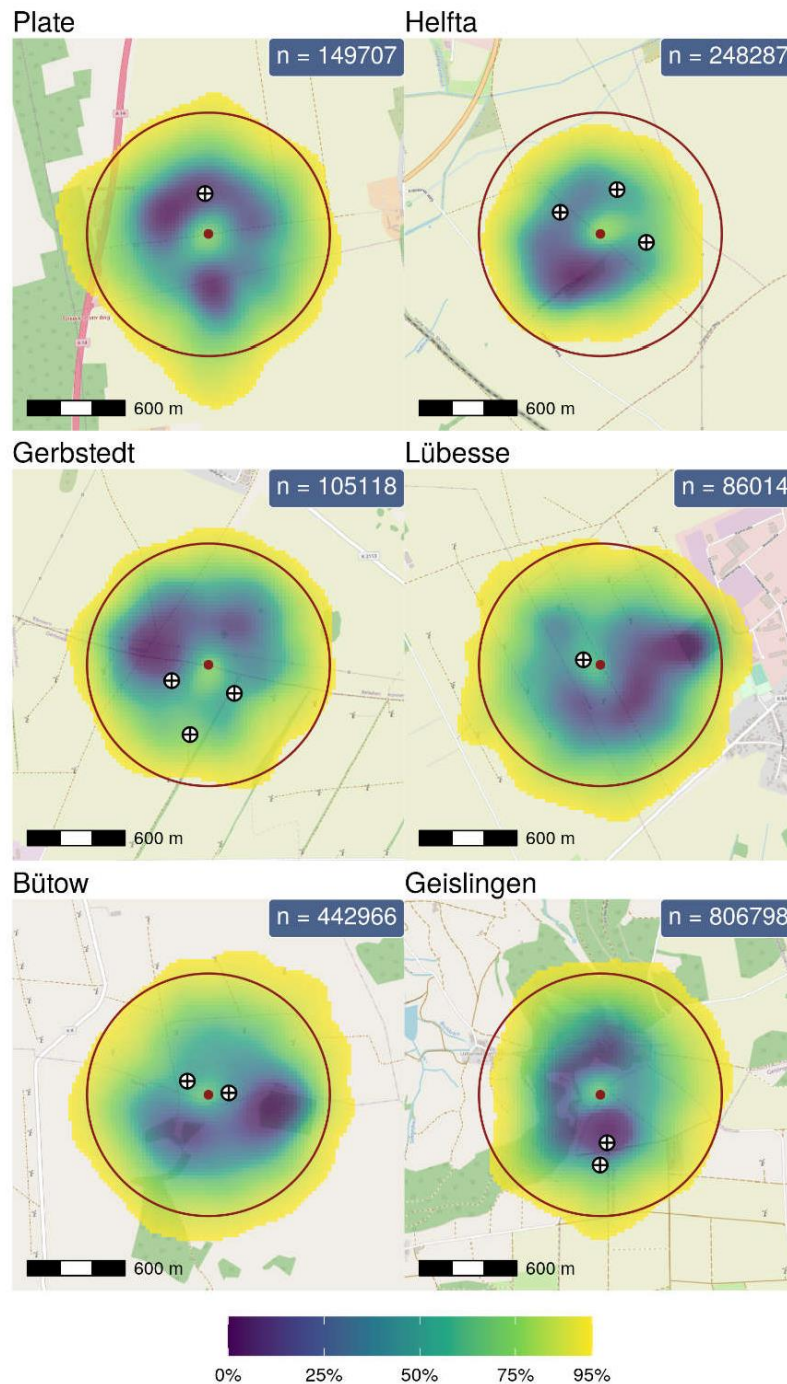 Plate
n = 149707
Helfta
n = 248287
600 m
600 m
Gerbstedt
n = 105118
Lübesse
n = 86014
600 m
600 m
Bütow
n = 442966
Geislingen
n = 806798
600 m
600 m
0% 25% 50% 75% 95%